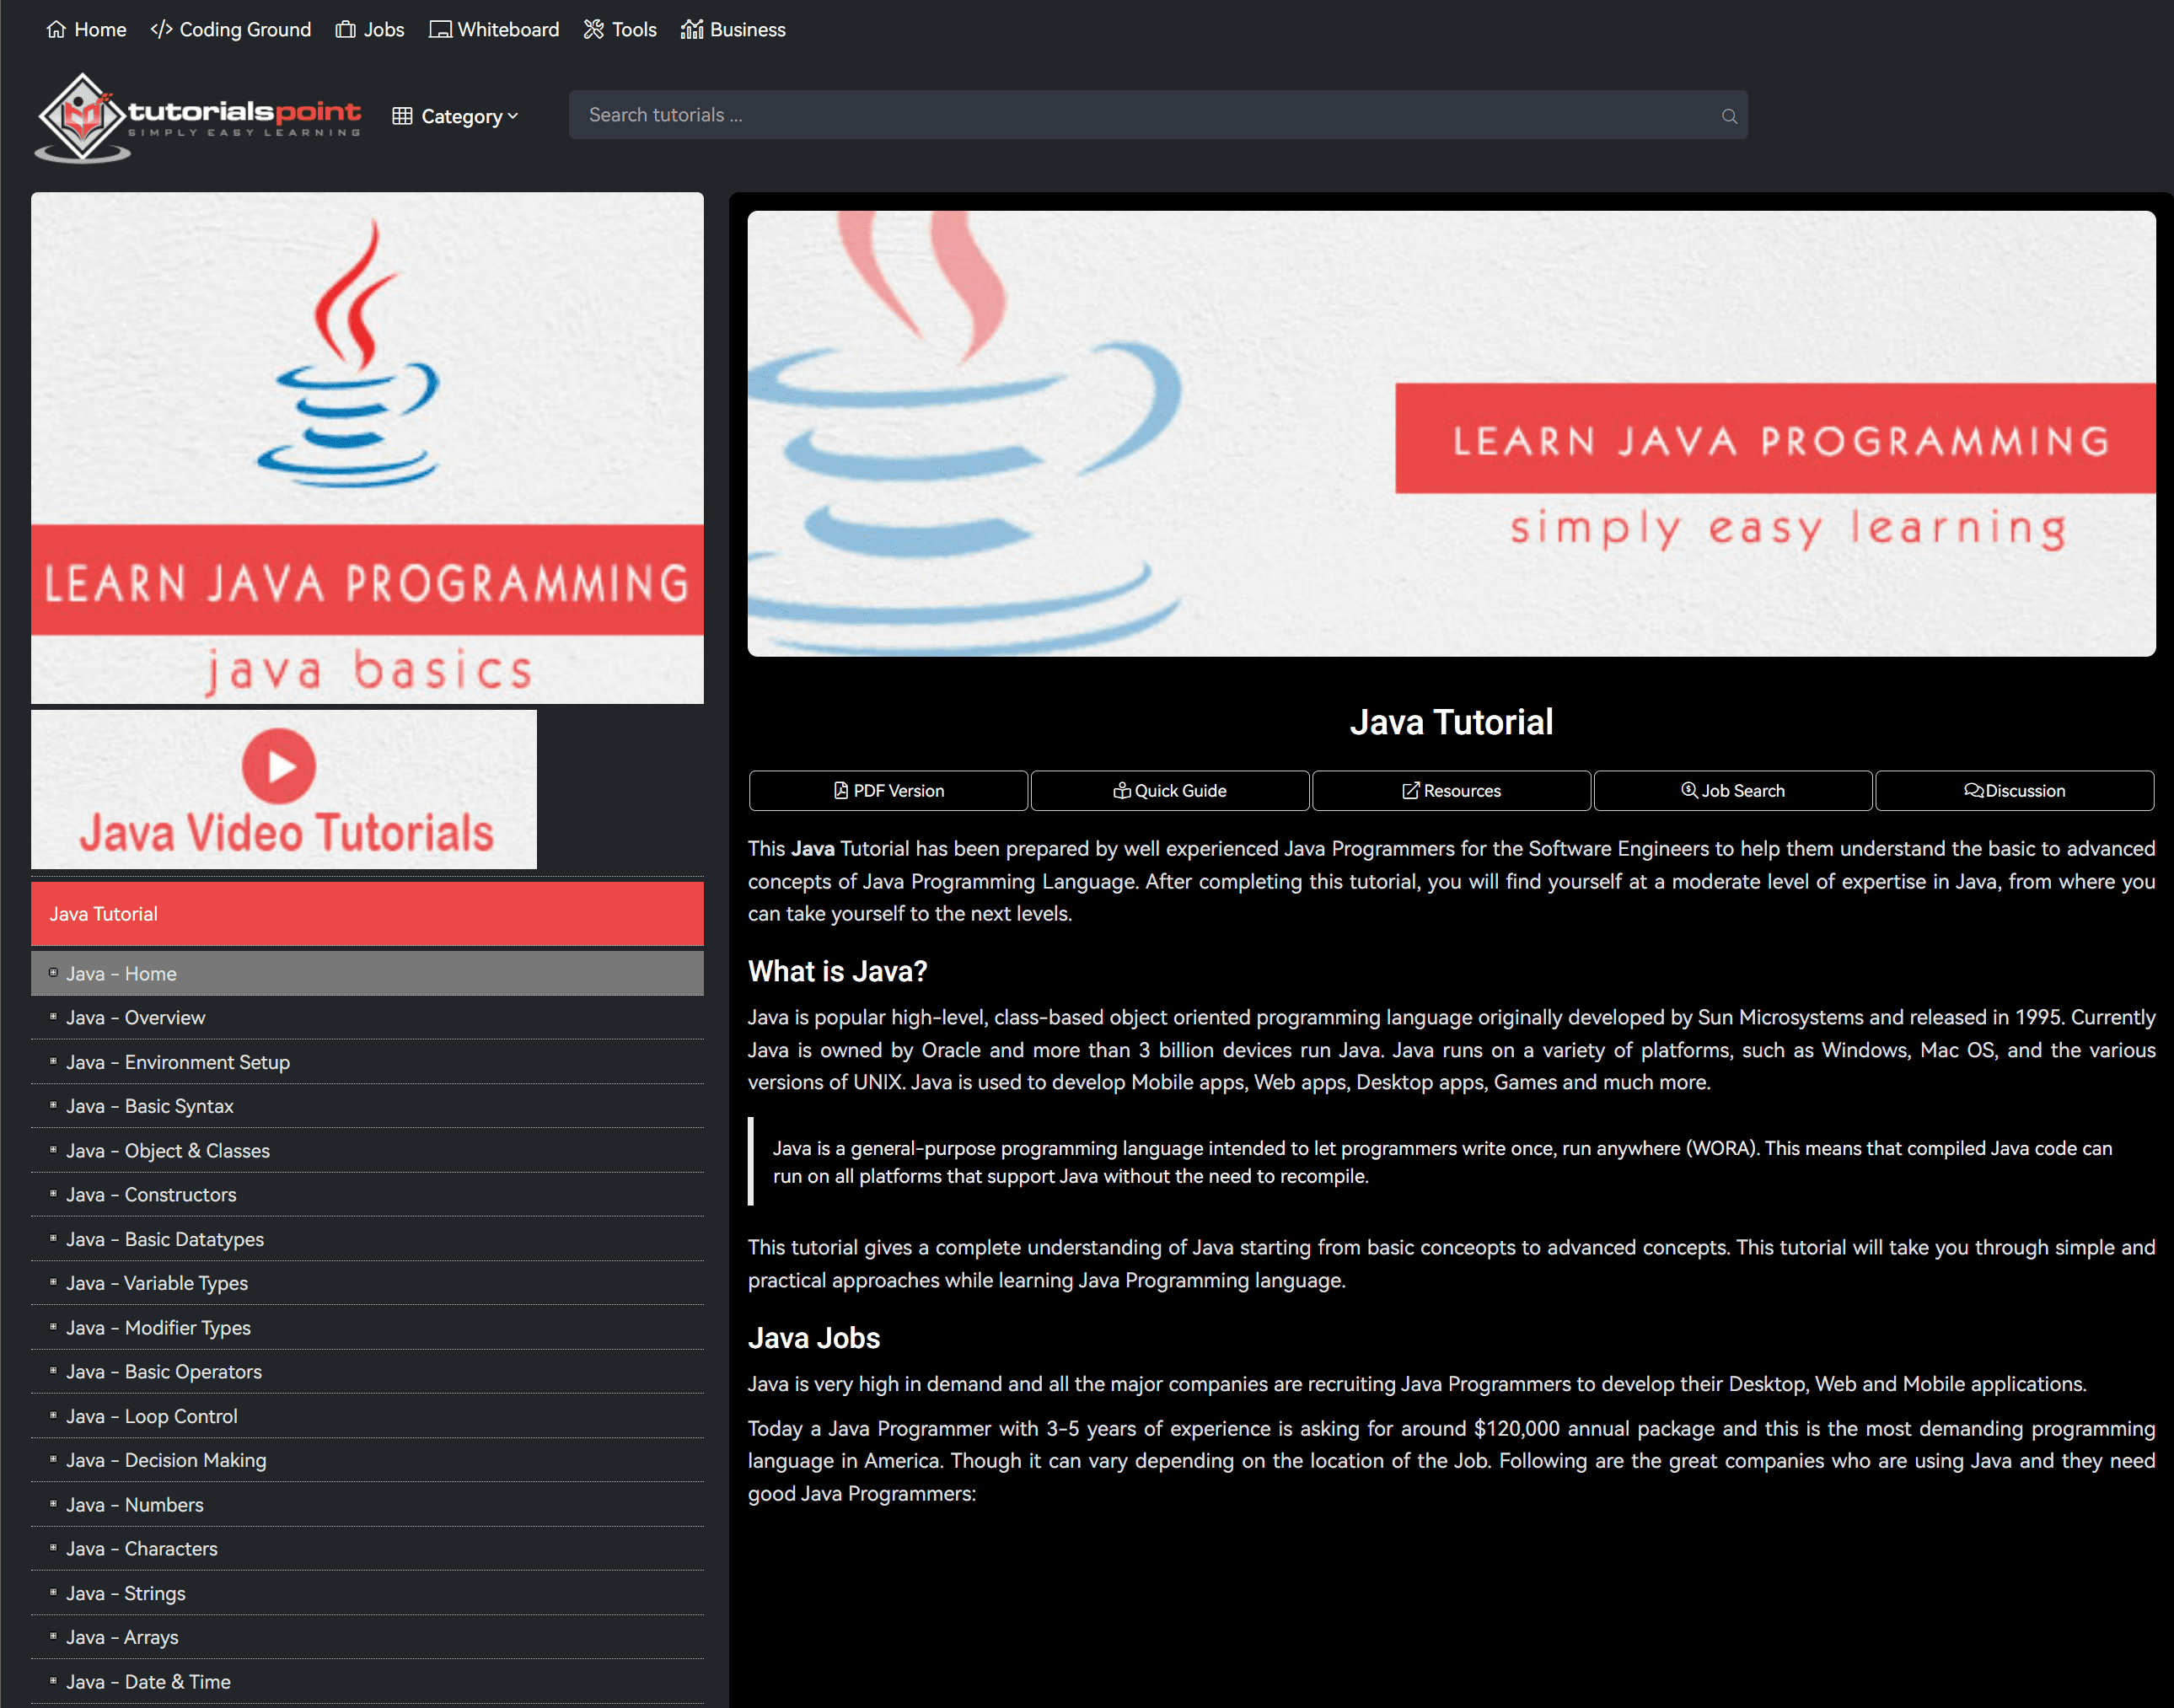 Home </> Coding Ground Jobs Whiteboard Tools Business
tutorialspoint
SIMPLY EASY LEARNING
Category
Search tutorials ...
LEARN JAVA PROGRAMMING
java basics
Java Video Tutorials
Java Tutorial
Java - Home
Java - Overview
Java - Environment Setup
Java - Basic Syntax
Java - Object & Classes
Java - Constructors
Java - Basic Datatypes
Java - Variable Types
Java - Modifier Types
Java - Basic Operators
Java - Loop Control
Java - Decision Making
Java - Numbers
Java - Characters
Java - Strings
Java - Arrays
Java - Date & Time
LEARN JAVA PROGRAMMING
simply easy learning
Java Tutorial
PDF Version Quick Guide Resources Job Search Discussion
This Java Tutorial has been prepared by well experienced Java Programmers for the Software Engineers to help them understand the basic to advanced
concepts of Java Programming Language. After completing this tutorial, you will find yourself at a moderate level of expertise in Java, from where you
can take yourself to the next levels.
What is Java?
Java is popular high-level, class-based object oriented programming language originally developed by Sun Microsystems and released in 1995. Currently
Java is owned by Oracle and more than 3 billion devices run Java. Java runs on a variety of platforms, such as Windows, Mac OS, and the various
versions of UNIX. Java is used to develop Mobile apps, Web apps, Desktop apps, Games and much more.
Java is a general-purpose programming language intended to let programmers write once, run anywhere (WORA). This means that compiled Java code can
run on all platforms that support Java without the need to recompile.
This tutorial gives a complete understanding of Java starting from basic conceopts to advanced concepts. This tutorial will take you through simple and
practical approaches while learning Java Programming language.
Java Jobs
Java is very high in demand and all the major companies are recruiting Java Programmers to develop their Desktop, Web and Mobile applications.
Today a Java Programmer with 3-5 years of experience is asking for around $120,000 annual package and this is the most demanding programming
language in America. Though it can vary depending on the location of the Job. Following are the great companies who are using Java and they need
good Java Programmers: